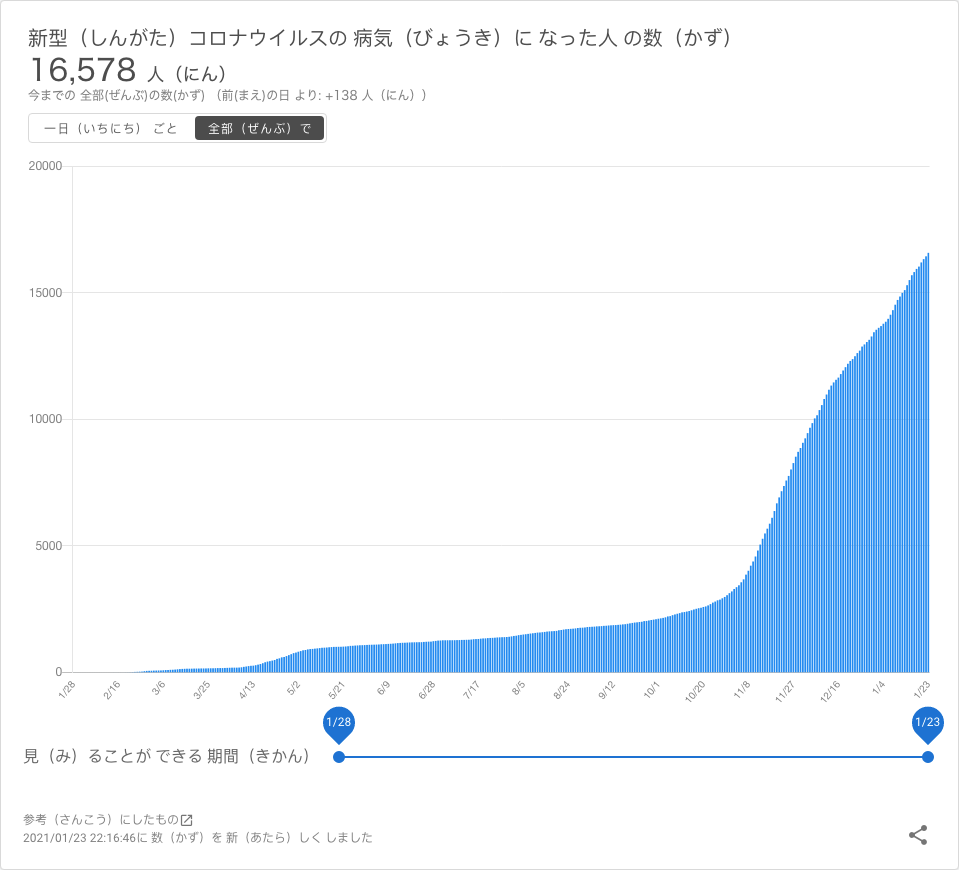 新型（しんがた）コロナウイルスの 病気（びょうき）に なった人 の数（かず）
16,578 人（にん）
今までの 全部(ぜんぶ)の数(かず) （前(まえ)の日 より: +138 人（にん））
一日（いちにち） ごと 全部（ぜんぶ）で
20000
15000
10000
5000
0
1/28 2/16 3/6 3/25 4/13 5/2 5/21 6/9 6/28 7/17 8/5 8/24 9/12 10/1 10/20 11/8 11/27 12/16 1/4 1/23
1/28 1/23
見（み）ることが できる 期間（きかん）
参考（さんこう）にしたもの
2021/01/23 22:16:46に 数（かず）を 新（あたら）しく しました